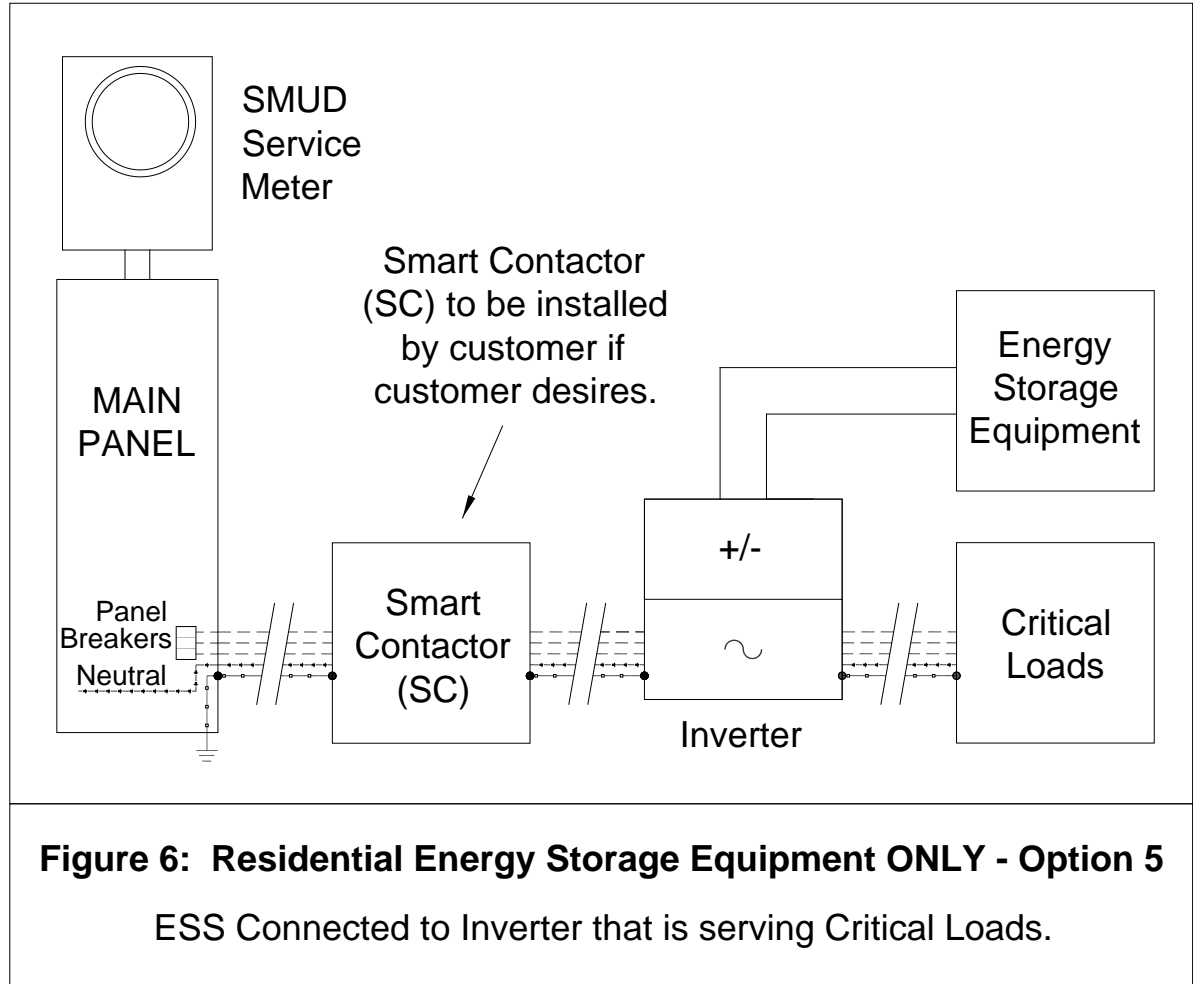 SMUD
Service
Meter
Smart Contactor
(SC) to be installed
by customer if
customer desires.
Energy
Storage
Equipment
MAIN
PANEL
+/-
Panel
Breakers
Neutral
Smart
Contactor
(SC)
Critical
Loads
Inverter
Figure 6: Residential Energy Storage Equipment ONLY - Option 5
ESS Connected to Inverter that is serving Critical Loads.